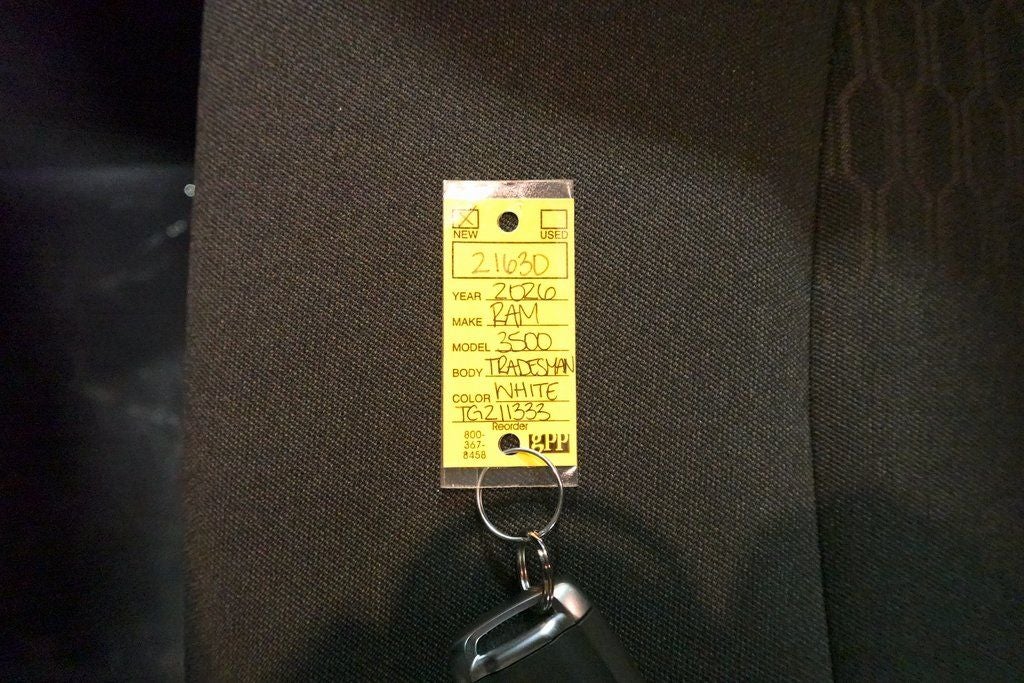 NEW USED
21630
YEAR 2026
MAKE RAM
MODEL 3500
BODY TRADESMAN
COLOR WHITE
TG211333
Reorder
800-
367-
8458
gpp